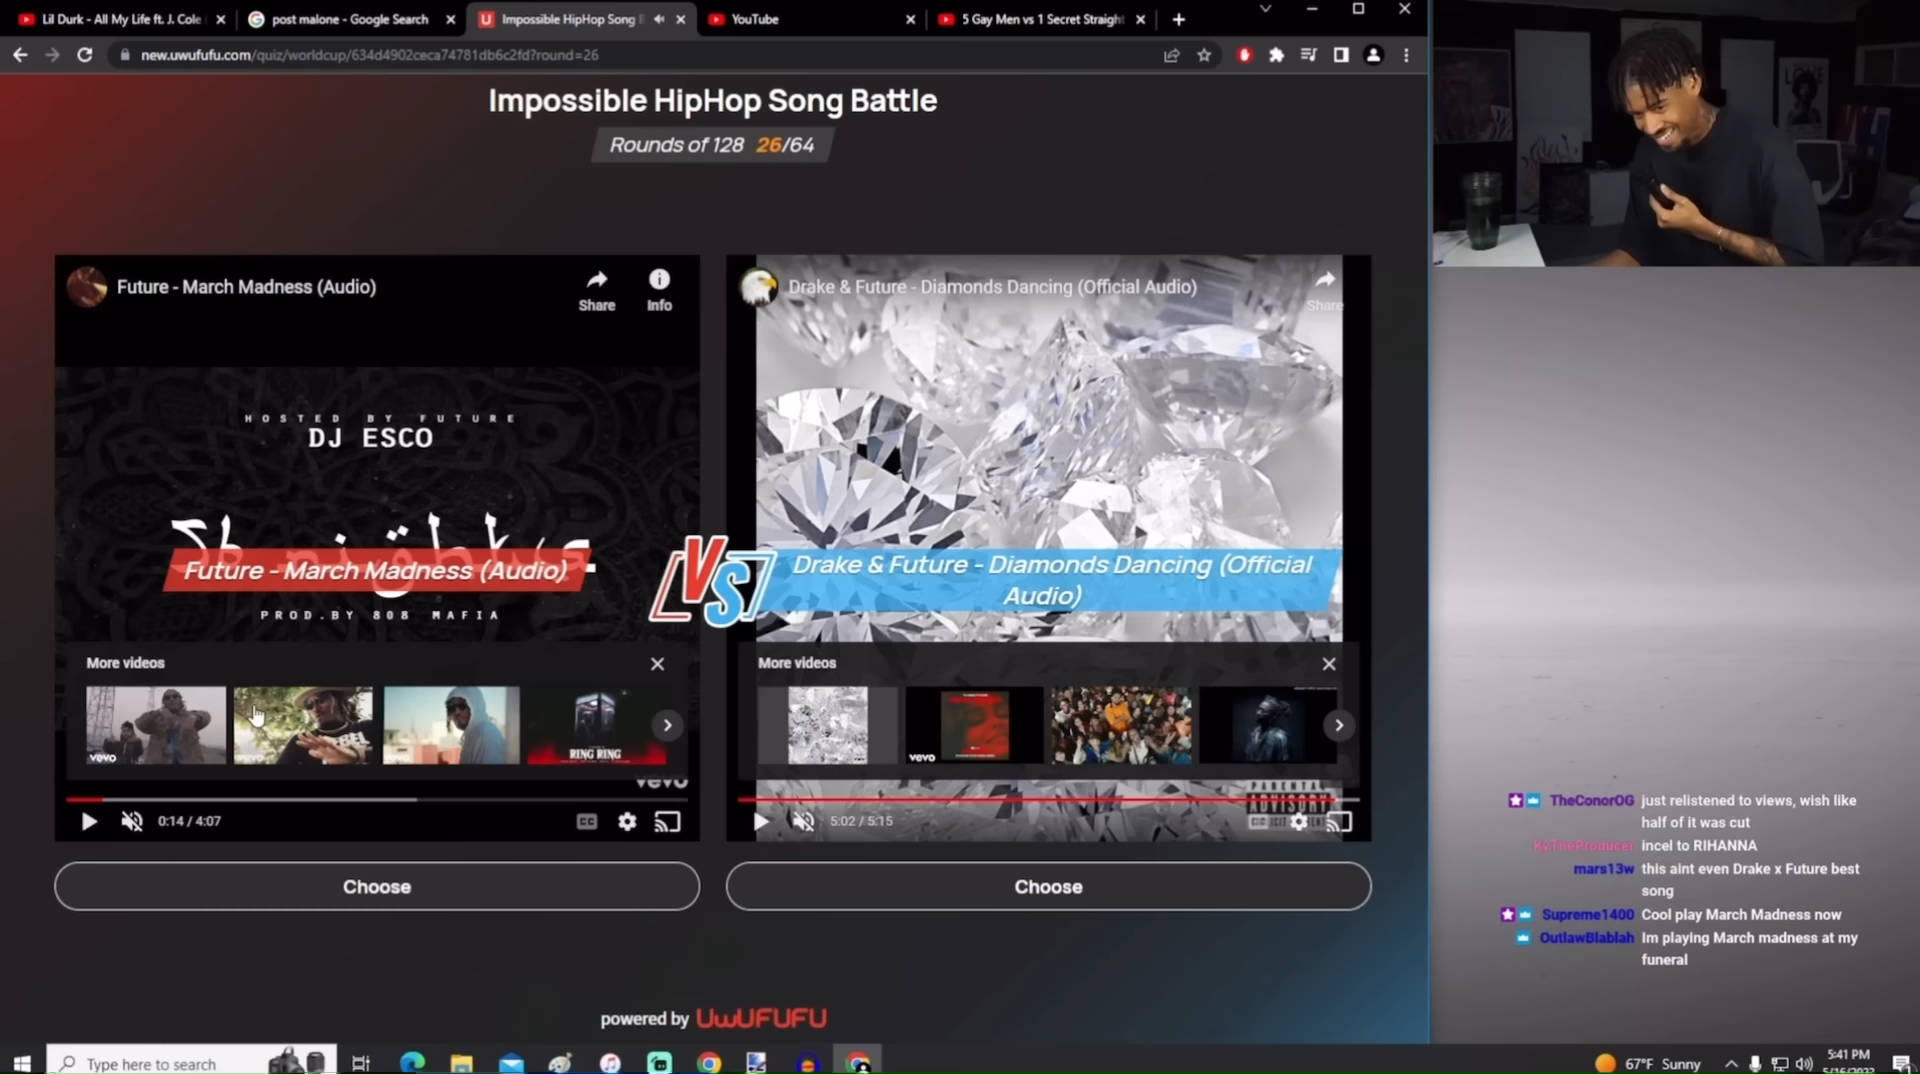 Lil Durk - All My Life ft. J. Cole
post malone - Google Search
Impossible HipHop Song
YouTube
5 Gay Men vs 1 Secret Straight
new.uwufufu.com/quiz/worldcup/634d4902ceca74781db6c2fd?round=26
Impossible HipHop Song Battle
Rounds of 128 26/64
Future - March Madness (Audio)
Share
Info
HOSTED BY FUTURE
DJ ESCO
Future - March Madness (Audio)
PROD.BY 808 MAFIA
More videos
vevo
RING RING
vevo
0:14 / 4:07
CC
Choose
VS
Drake & Future - Diamonds Dancing (Official Audio)
Share
Drake & Future - Diamonds Dancing (Official
Audio)
More videos
vevo
PARENTAL
ADVISORY
5:02 / 5:15
Choose
powered by UwUFUFU
TheConorOG just relistened to views, wish like
half of it was cut
KyTheProducer incel to RIHANNA
mars13w this aint even Drake x Future best
song
Supreme1400 Cool play March Madness now
OutlawBlablah Im playing March madness at my
funeral
Type here to search
67°F Sunny
5:41 PM